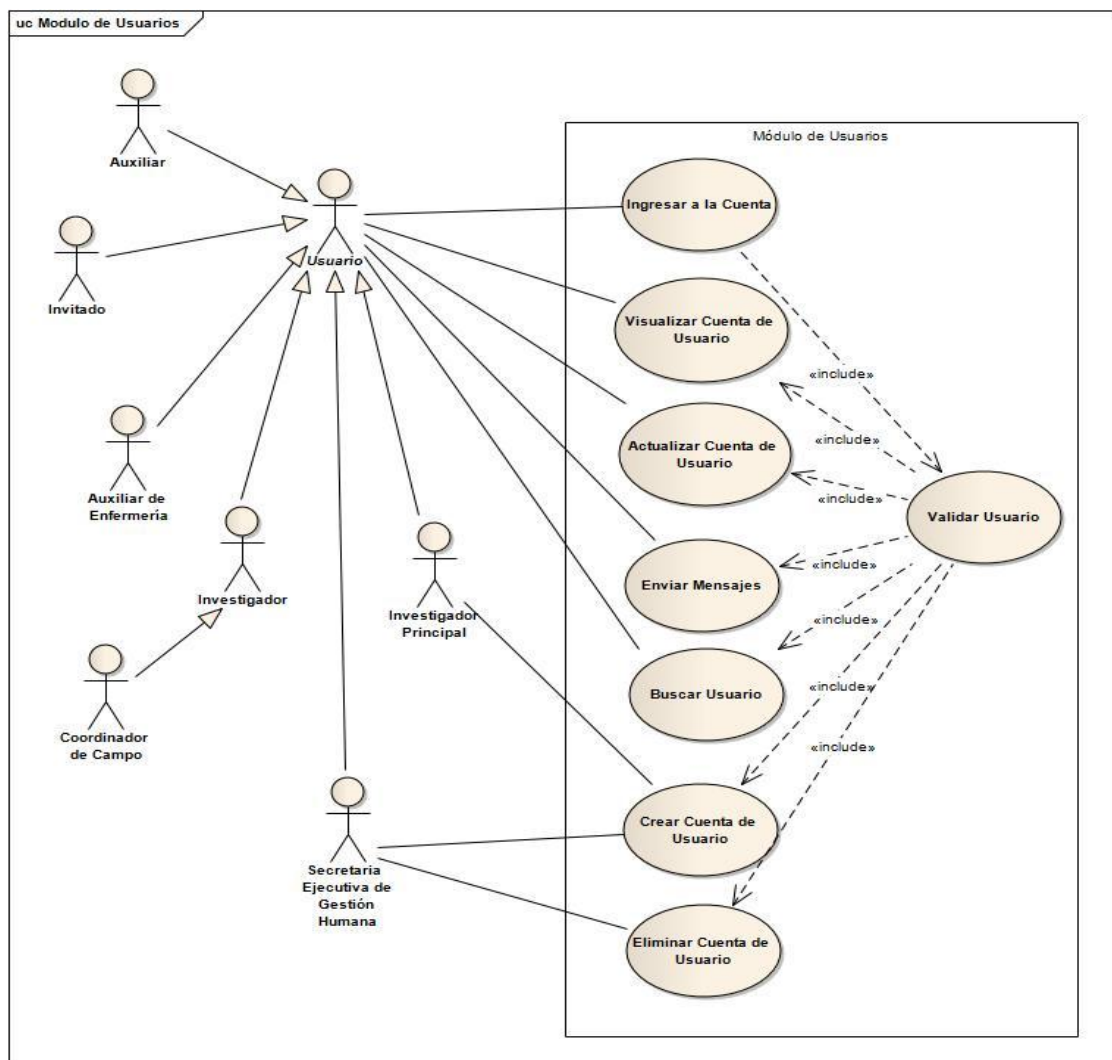 uc Modulo de Usuarios
Módulo de Usuarios
Auxiliar
Usuario
Invitado
Auxiliar de
Enfermería
Investigador
Investigador
Principal
Coordinador
de Campo
Secretaria
Ejecutiva de
Gestión
Humana
Ingresar a la Cuenta
Visualizar Cuenta de
Usuario
Actualizar Cuenta de
Usuario
Enviar Mensajes
Buscar Usuario
Crear Cuenta de
Usuario
Eliminar Cuenta de
Usuario
Validar Usuario
«include»
«include»
«include»
«include»
«include»
«include»
«include»